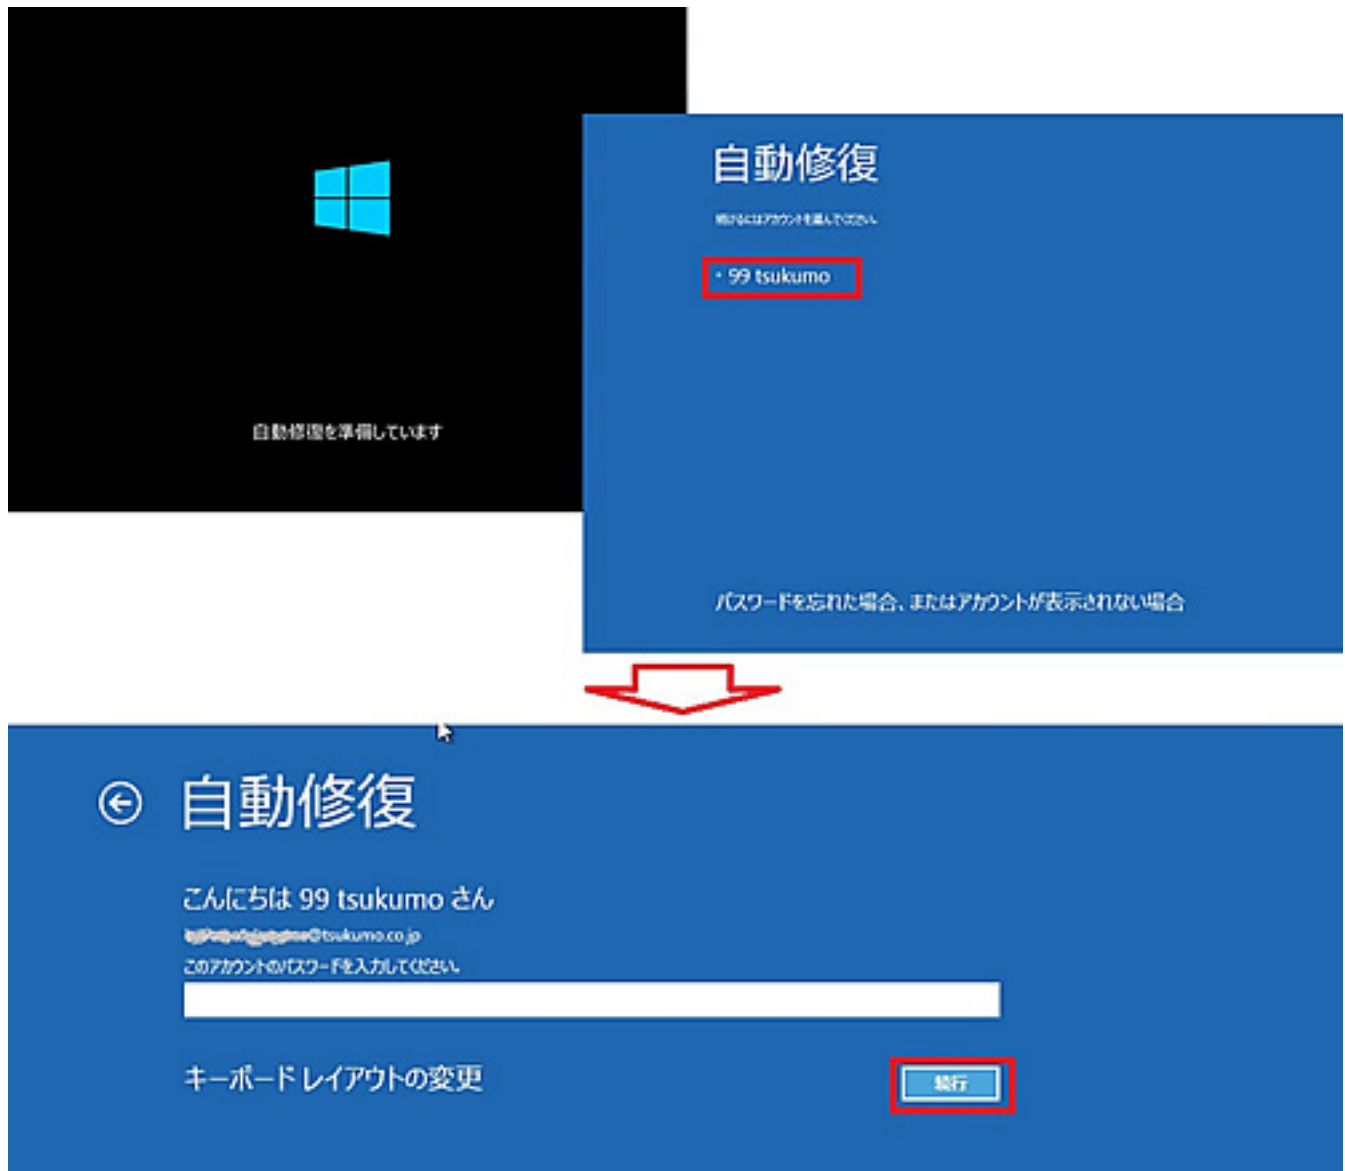 自動修復を準備しています
自動修復
続けるにはアカウントを選んでください。
・99 tsukumo
パスワードを忘れた場合、またはアカウントが表示されない場合
自動修復
こんにちは 99 tsukumo さん
@tsukumo.co.jp
このアカウントのパスワードを入力してください。
キーボード レイアウトの変更
続行